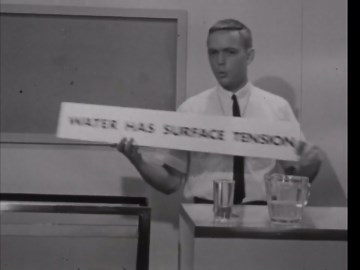 WATER HAS SURFACE TENSION